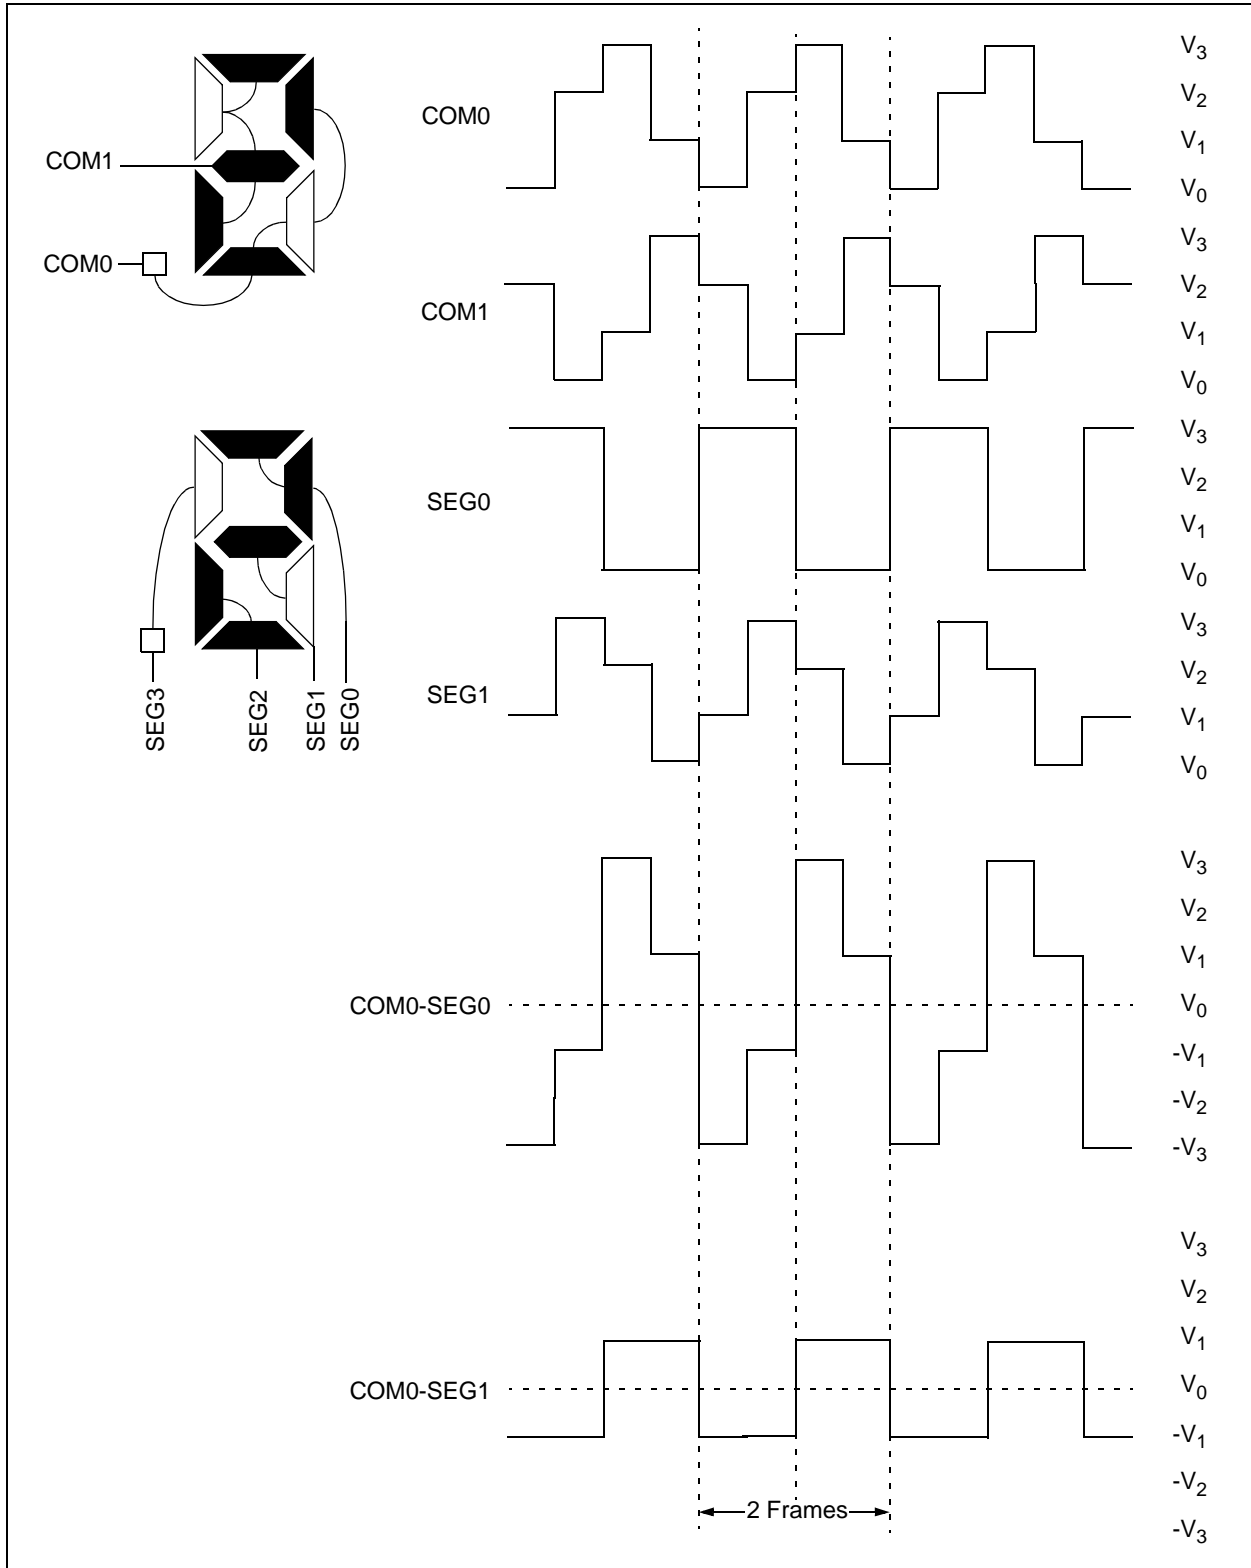 COM1
COM0
SEG3
SEG2
SEG1
SEG0
COM0
V3
V2
V1
V0
COM1
V3
V2
V1
V0
SEG0
V3
V2
V1
V0
SEG1
V3
V2
V1
V0
COM0-SEG0
V3
V2
V1
V0
-V1
-V2
-V3
COM0-SEG1
V3
V2
V1
V0
-V1
-V2
-V3
2 Frames